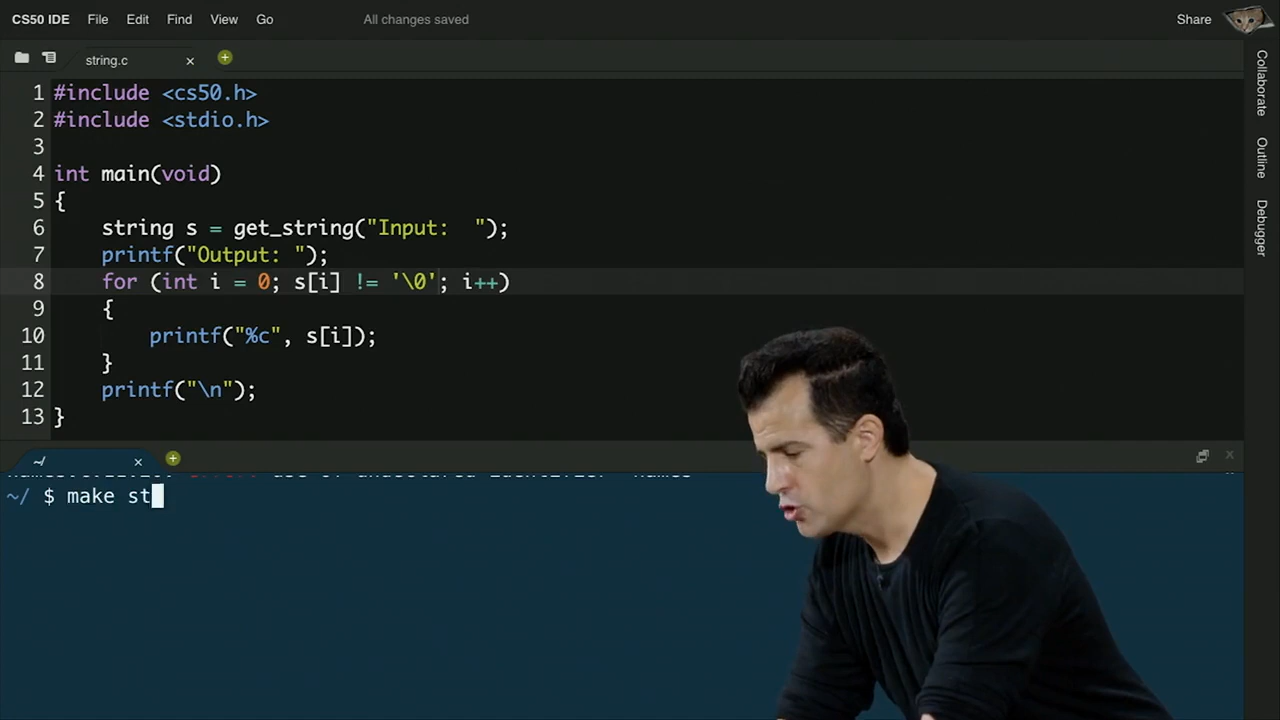 CS50 IDE File Edit Find View Go All changes saved Share
string.c
1 #include <cs50.h>
2 #include <stdio.h>
3
4 int main(void)
5 {
6 string s = get_string("Input:  ");
7 printf("Output: ");
8 for (int i = 0; s[i] != '\0'; i++)
9 {
10 printf("%c", s[i]);
11 }
12 printf("\n");
13 }
Collaborate
Outline
Debugger
~/
~/ $ make st